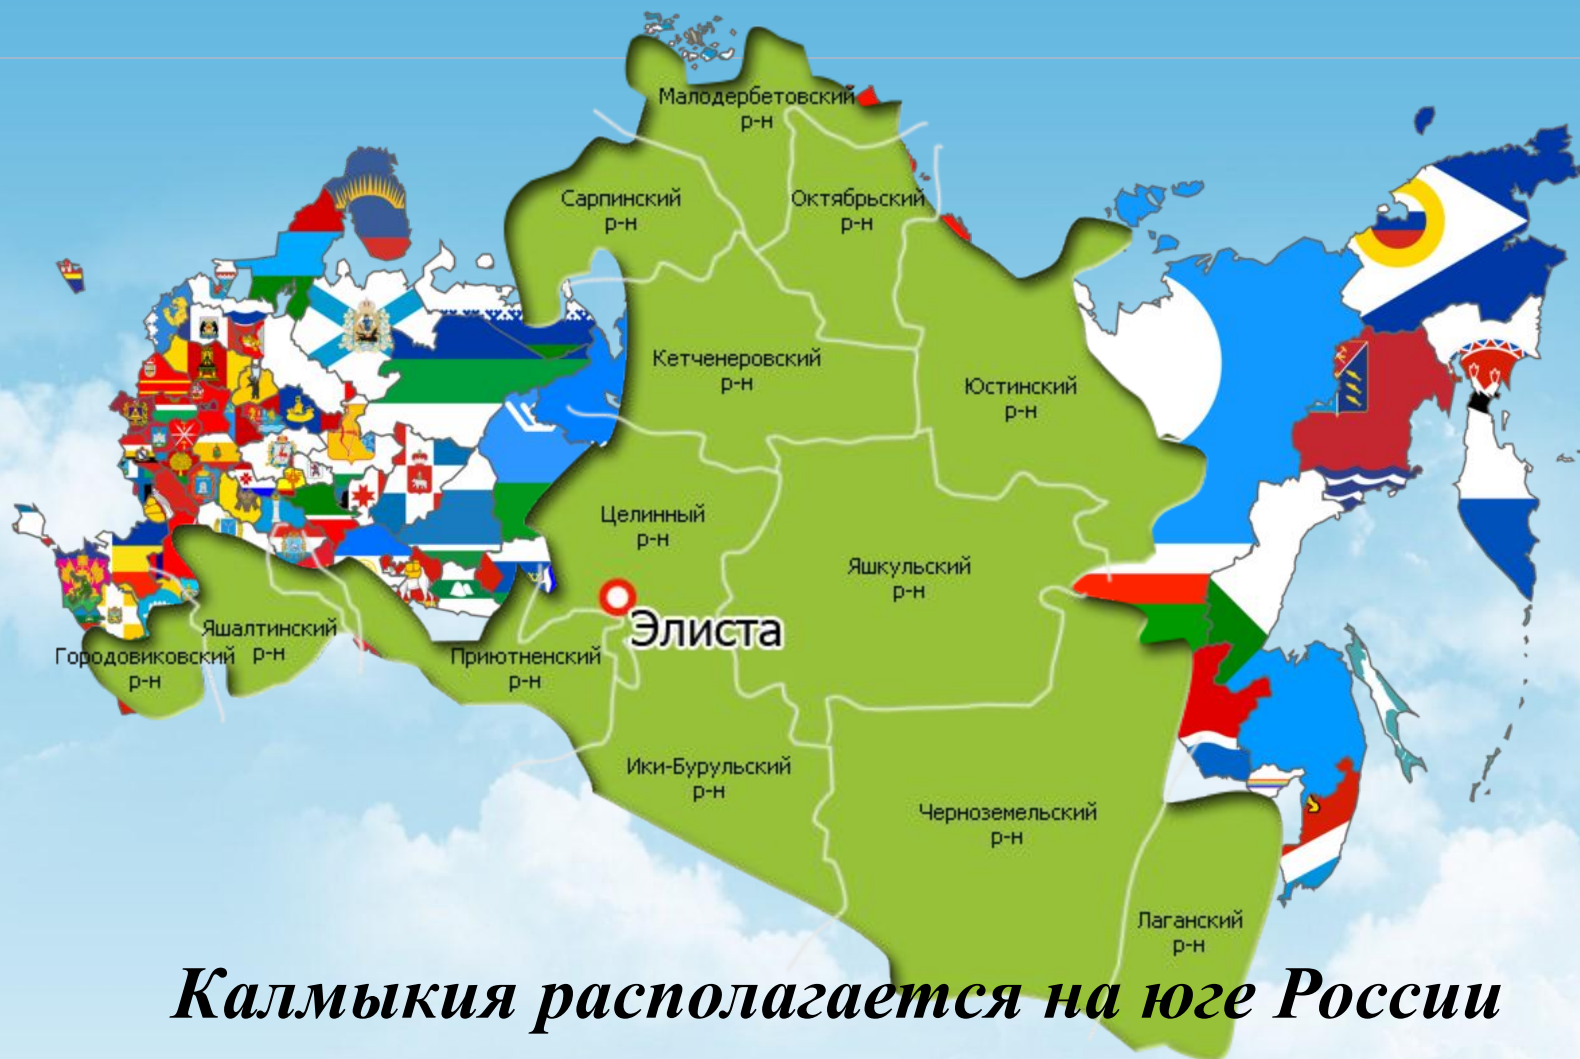 Малодербетовский
р-н
Сарпинский
р-н
Октябрьский
р-н
Кетченеровский
р-н
Юстинский
р-н
Целинный
р-н
Яшкульский
р-н
Элиста
Яшалтинский
р-н
Городовиковский
р-н
Приютненский
р-н
Ики-Бурульский
р-н
Черноземельский
р-н
Лаганский
р-н
Калмыкия располагается на юге России